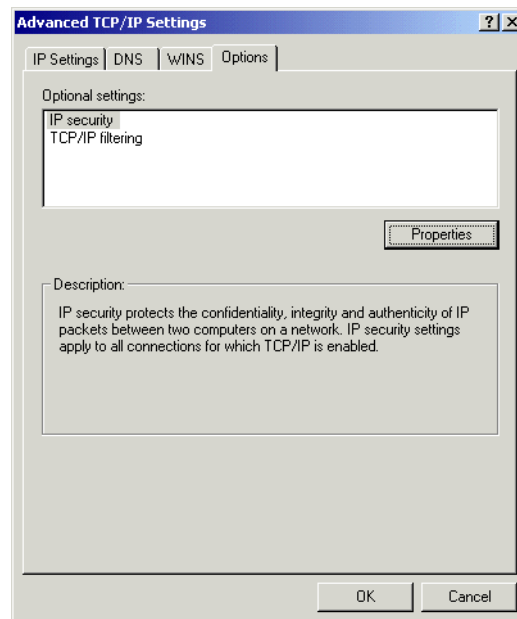 Advanced TCP/IP Settings
IP Settings DNS WINS Options
Optional settings:
IP security
TCP/IP filtering
Properties
Description:
IP security protects the confidentiality, integrity and authenticity of IP
packets between two computers on a network. IP security settings
apply to all connections for which TCP/IP is enabled.
OK Cancel